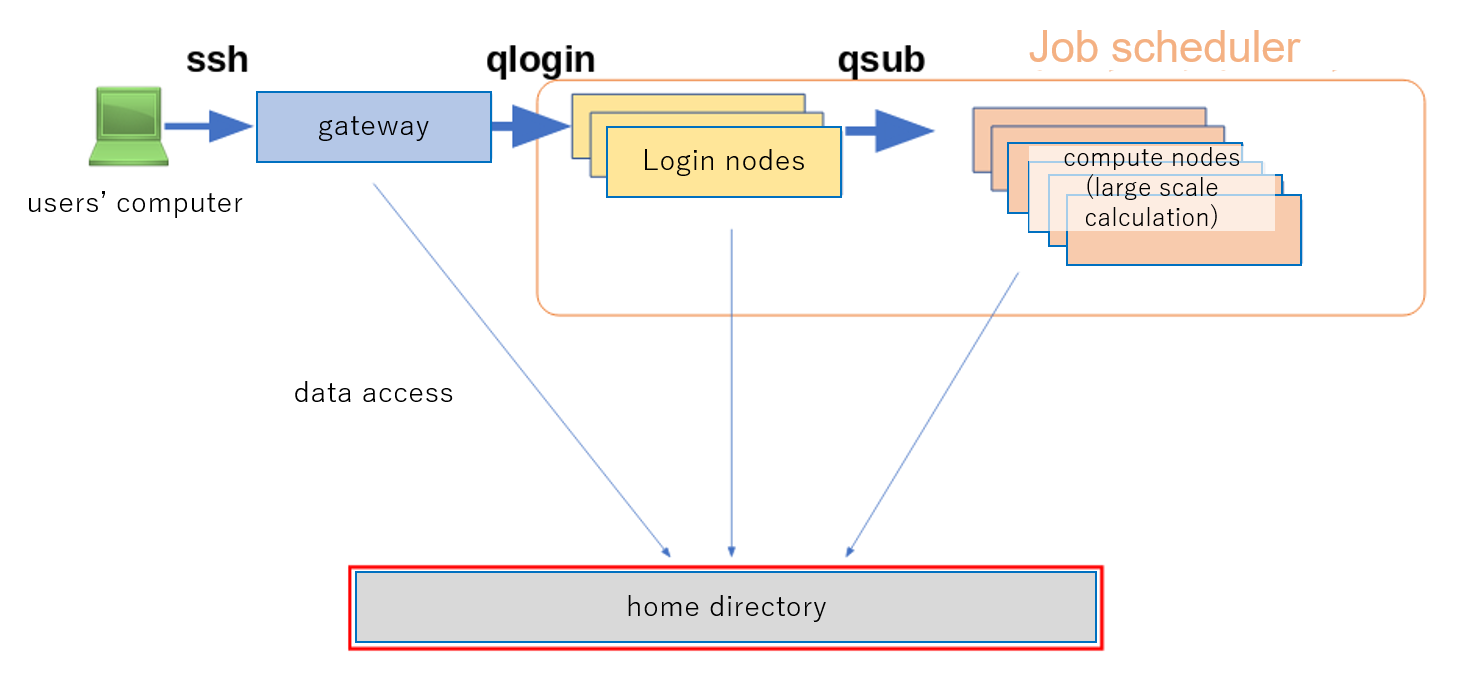 ssh
qlogin
qsub
Job scheduler
gateway
Login nodes
compute nodes
(large scale
calculation)
users’ computer
data access
home directory